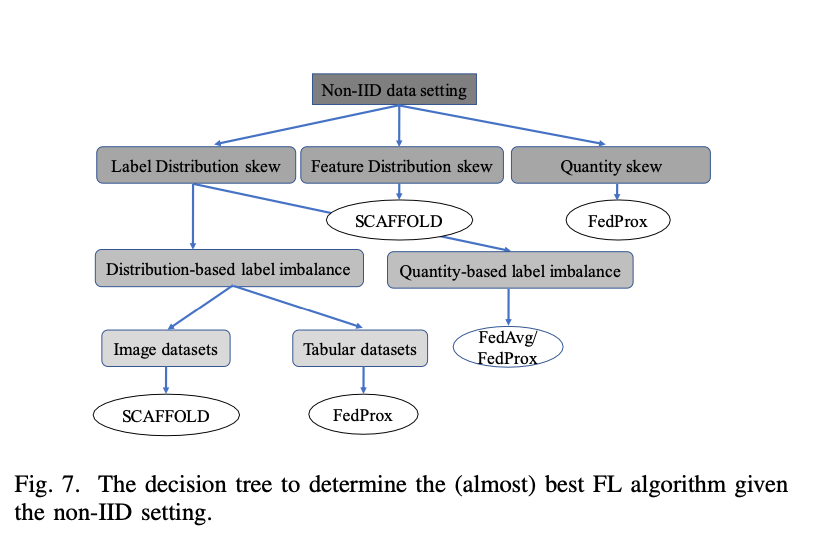 Non-IID data setting
Label Distribution skew
Feature Distribution skew
Quantity skew
SCAFFOLD
FedProx
Distribution-based label imbalance
Quantity-based label imbalance
Image datasets
Tabular datasets
FedAvg/
FedProx
SCAFFOLD
FedProx
Fig. 7. The decision tree to determine the (almost) best FL algorithm given
the non-IID setting.